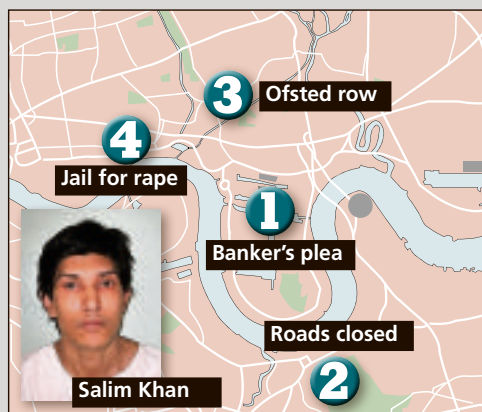 3 Ofsted row
4
Jail for rape
1
Banker's plea
Roads closed
2
Salim Khan